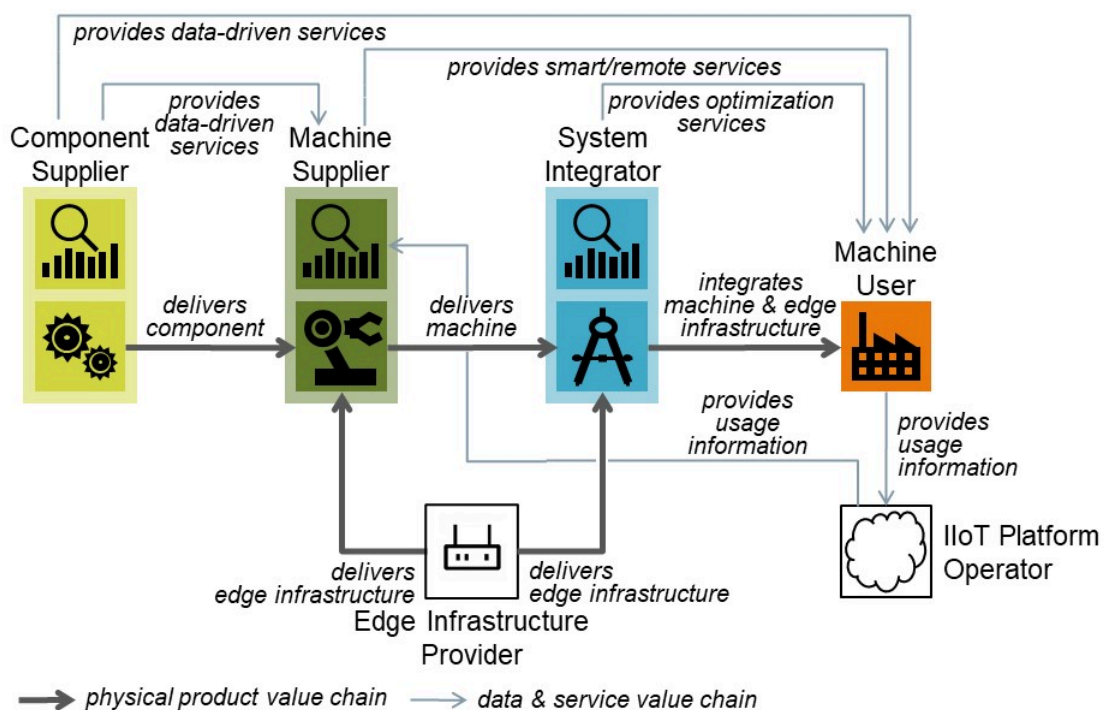 provides data-driven services
provides smart/remote services
provides
data-driven
services
provides optimization
services
Component
Supplier
Machine
Supplier
System
Integrator
Machine
User
delivers
component
delivers
machine
integrates
machine & edge
infrastructure
provides
usage
information
provides
usage
information
IIoT Platform
Operator
delivers
edge infrastructure
delivers
edge infrastructure
Edge Infrastructure
Provider
physical product value chain
data & service value chain